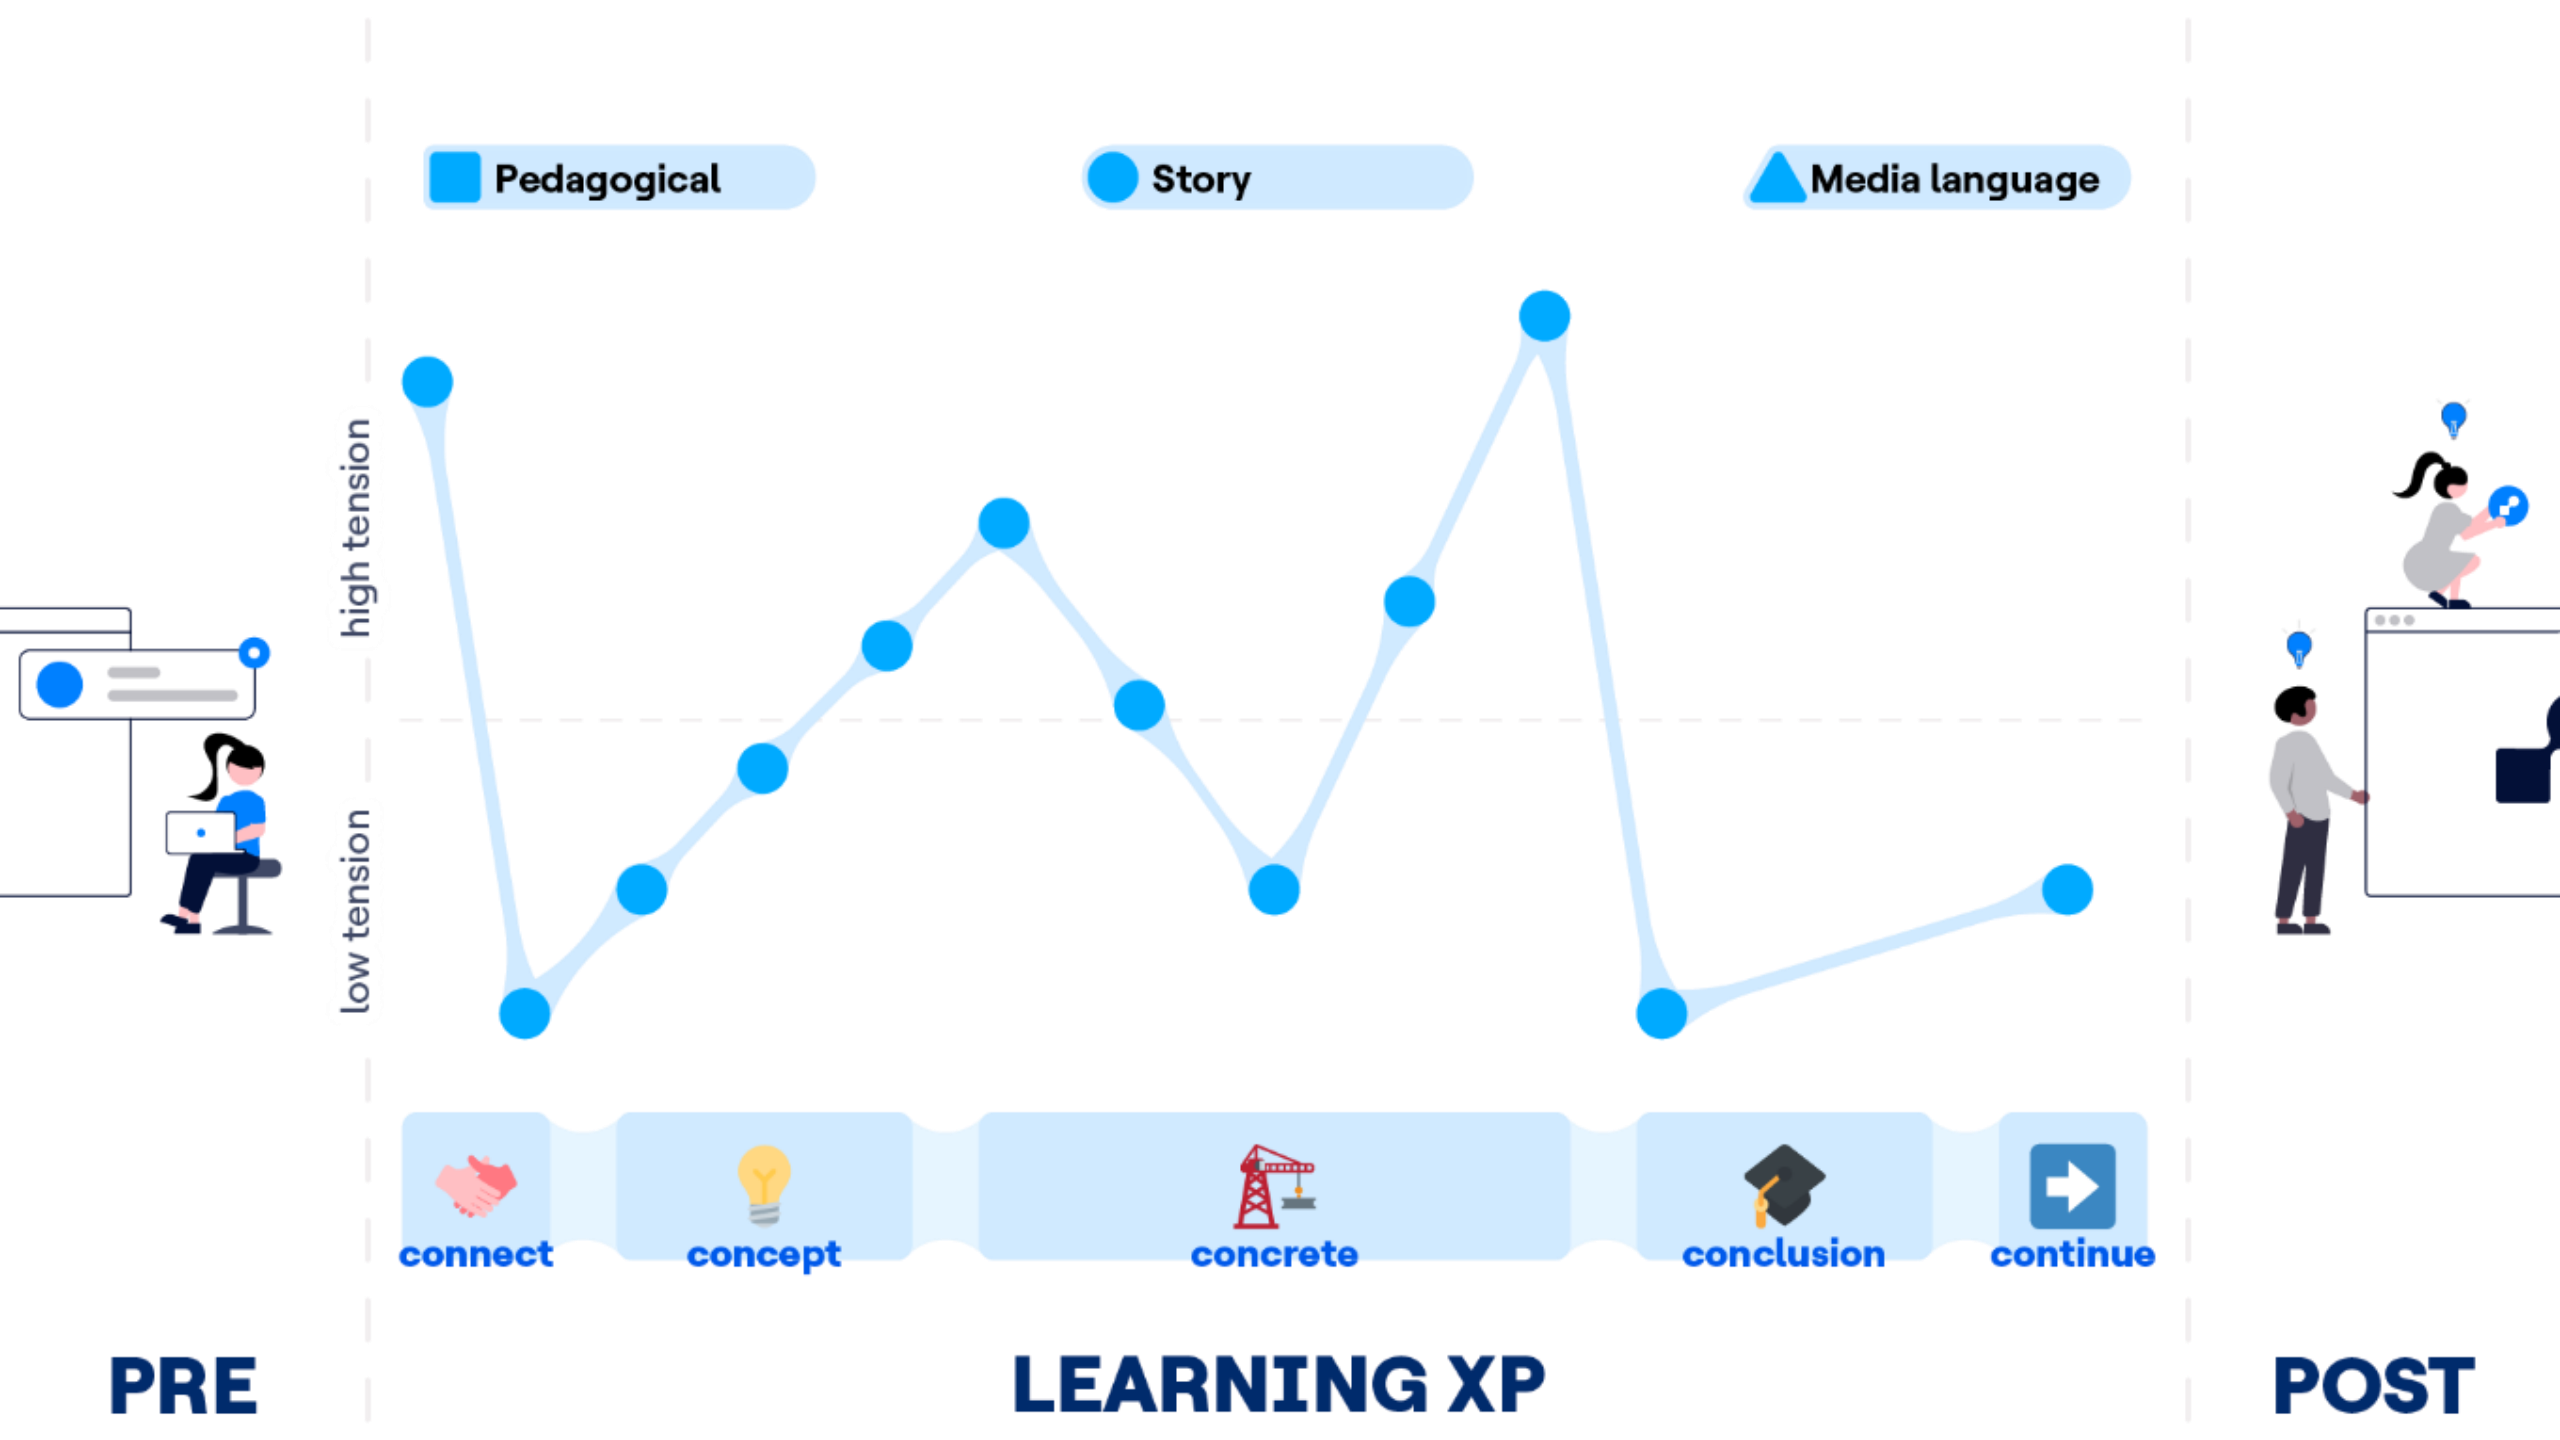 Pedagogical
Story
Media language
high tension
low tension
connect
concept
concrete
conclusion
continue
PRE
LEARNING XP
POST